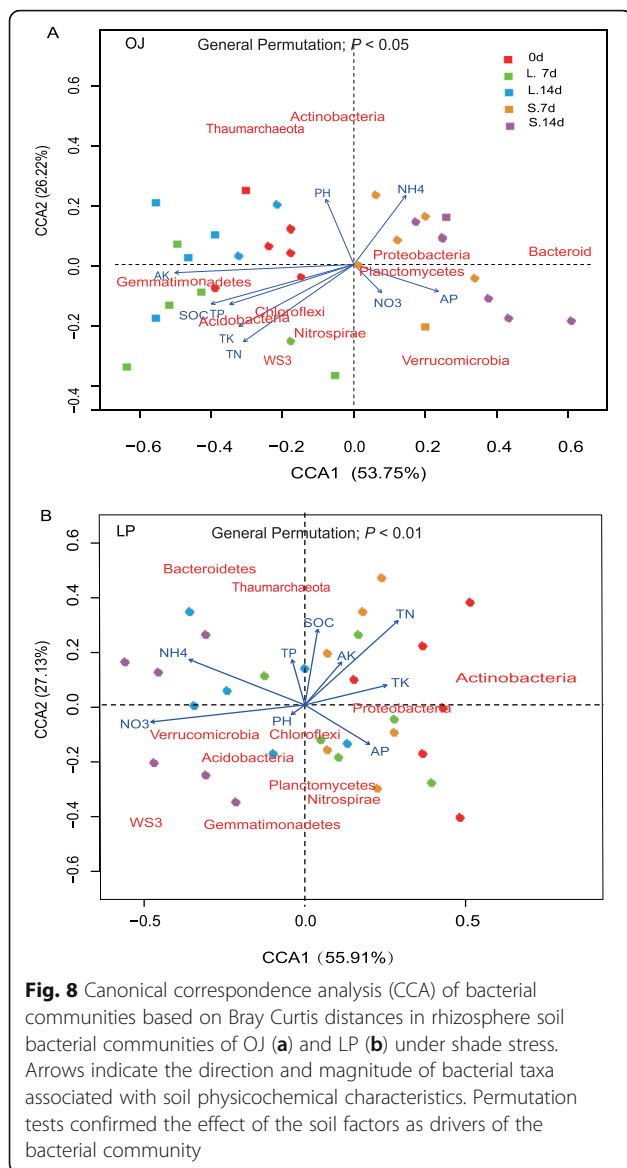 A
OJ
General Permutation; P < 0.05
0d
L. 7d
L.14d
S.7d
S.14d
CCA2 (26.22%)
0.4
0.2
0.0
−0.2
−0.4
Actinobacteria
Thaumarchaeota
PH
NH4
Proteobacteria
Bacteroid
Planctomycetes
AK
Gemmatimonadetes
NO3
AP
SOC
TP
Chloroflexi
Acidobacteria
Nitrospirae
TK
TN
WS3
Verrucomicrobia
−0.6
−0.4
−0.2
0.0
0.2
0.4
0.6
CCA1 (53.75%)
B
LP
General Permutation; P < 0.01
CCA2 (27.13%)
0.6
0.4
0.2
0.0
−0.2
−0.4
−0.6
Bacteroidetes
Thaumarchaeota
SOC
TN
NH4
TP
AK
TK
Actinobacteria
NO3
PH
Proteobacteria
Verrucomicrobia
Chloroflexi
Acidobacteria
AP
Planctomycetes
Nitrospirae
WS3
Gemmatimonadetes
−0.5
0.0
0.5
CCA1 (55.91%)
Fig. 8 Canonical correspondence analysis (CCA) of bacterial
communities based on Bray Curtis distances in rhizosphere soil
bacterial communities of OJ (a) and LP (b) under shade stress.
Arrows indicate the direction and magnitude of bacterial taxa
associated with soil physicochemical characteristics. Permutation
tests confirmed the effect of the soil factors as drivers of the
bacterial community